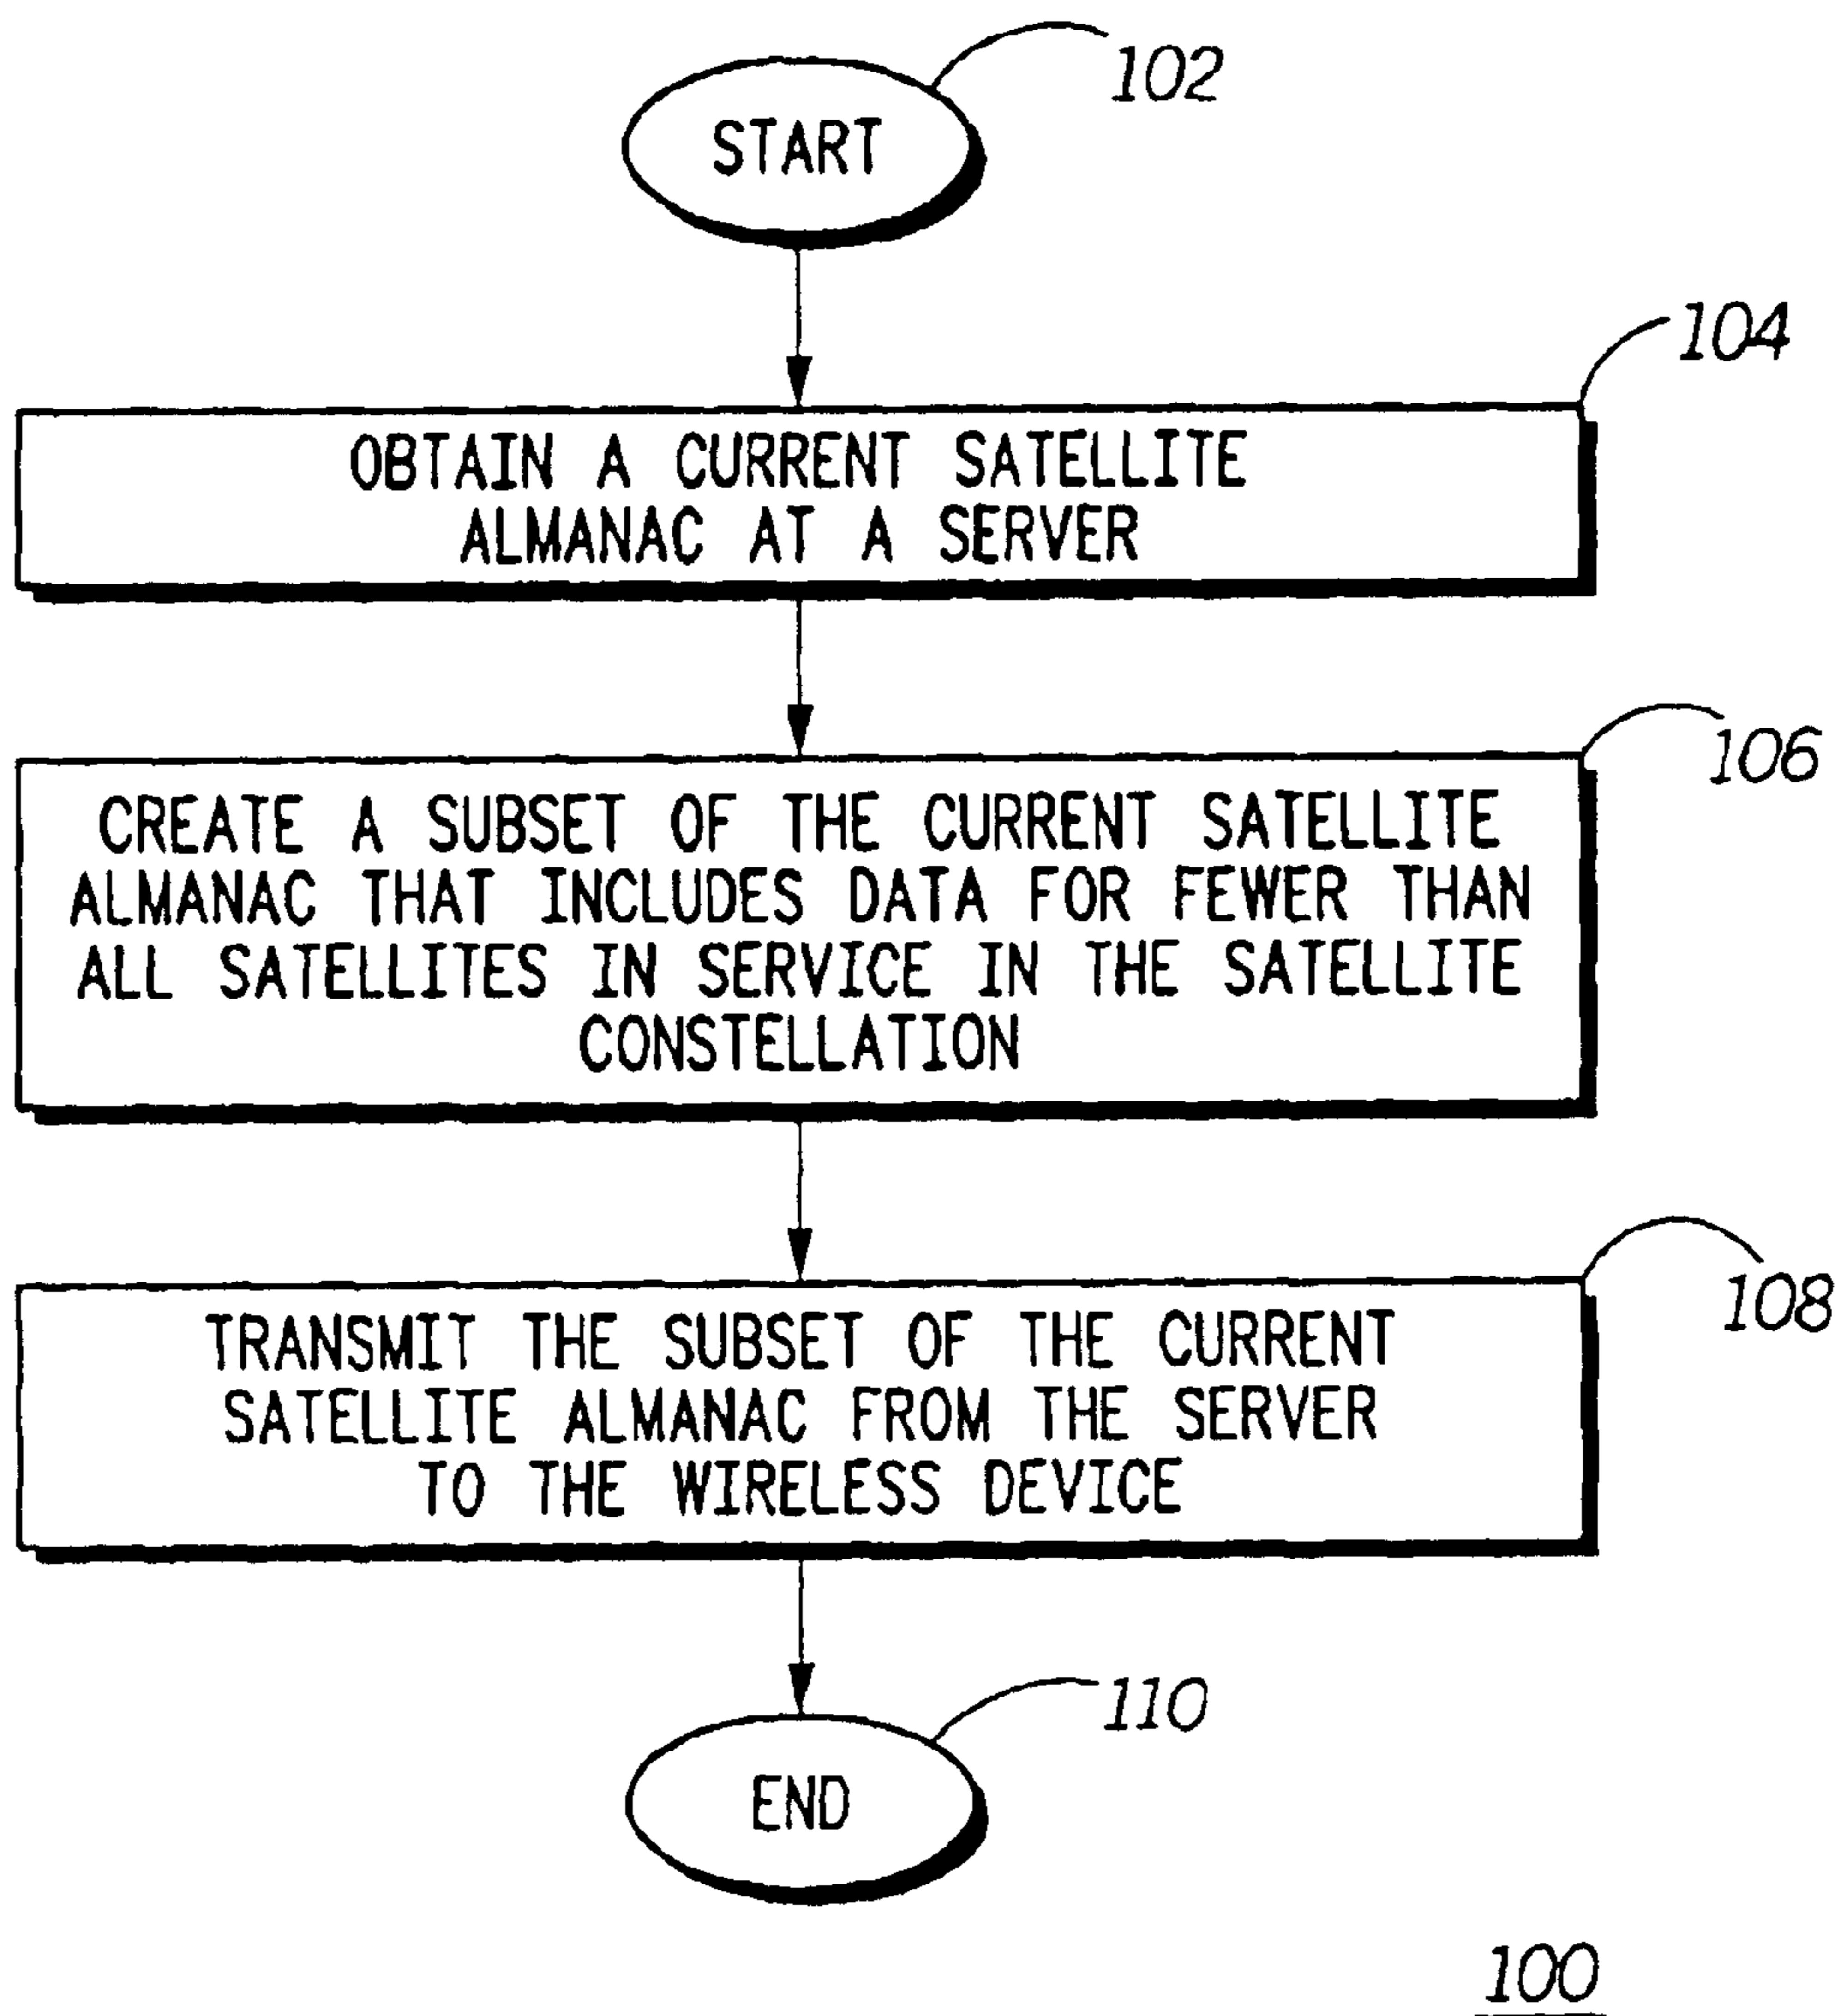 102
START
104
OBTAIN A CURRENT SATELLITE
ALMANAC AT A SERVER
106
CREATE A SUBSET OF THE CURRENT SATELLITE
ALMANAC THAT INCLUDES DATA FOR FEWER THAN
ALL SATELLITES IN SERVICE IN THE SATELLITE
CONSTELLATION
108
TRANSMIT THE SUBSET OF THE CURRENT
SATELLITE ALMANAC FROM THE SERVER
TO THE WIRELESS DEVICE
110
END
100